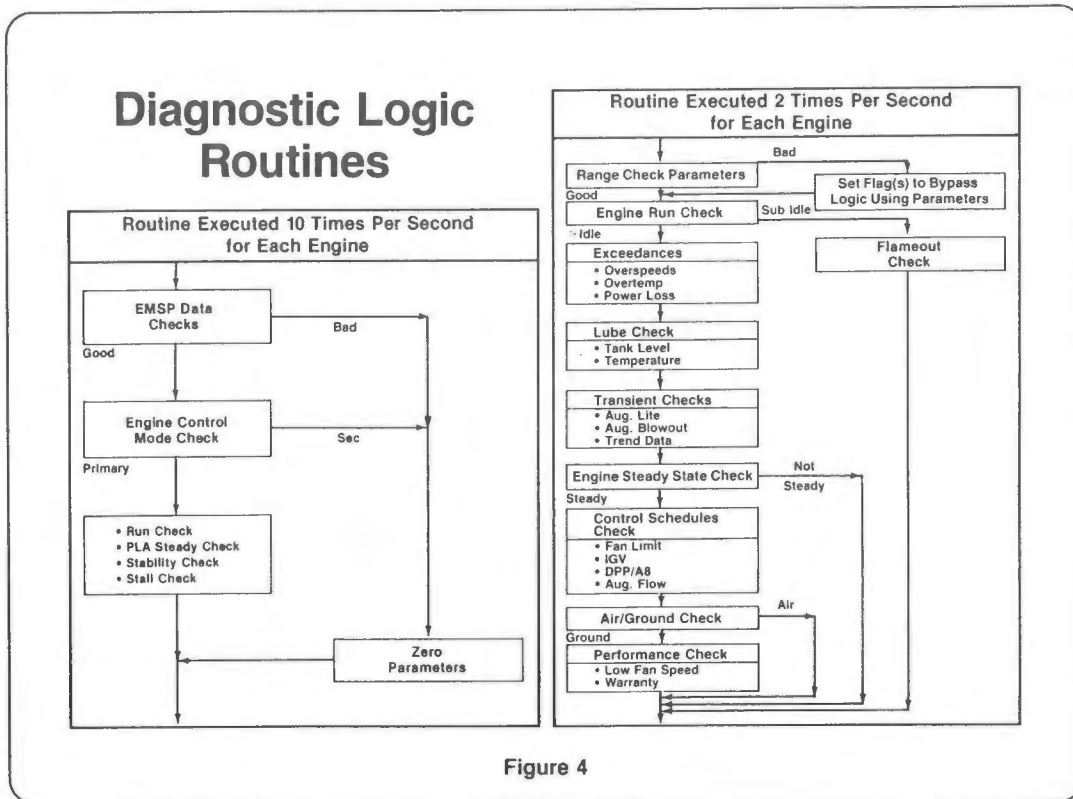 Diagnostic Logic
Routines
Routine Executed 10 Times Per Second
for Each Engine
EMSP Data
Checks
Bad
Good
Engine Control
Mode Check
Sec
Primary
• Run Check
• PLA Steady Check
• Stability Check
• Stall Check
Zero
Parameters
Routine Executed 2 Times Per Second
for Each Engine
Bad
Range Check Parameters
Set Flag(s) to Bypass
Logic Using Parameters
Good
Engine Run Check
Sub Idle
Idle
Flameout
Check
Exceedances
• Overspeeds
• Overtemp
• Power Loss
Lube Check
• Tank Level
• Temperature
Transient Checks
• Aug. Lite
• Aug. Blowout
• Trend Data
Engine Steady State Check
Not
Steady
Steady
Control Schedules
Check
• Fan Limit
• IGV
• DPP/A8
• Aug. Flow
Air/Ground Check
Air
Ground
Performance Check
• Low Fan Speed
• Warranty
Figure 4